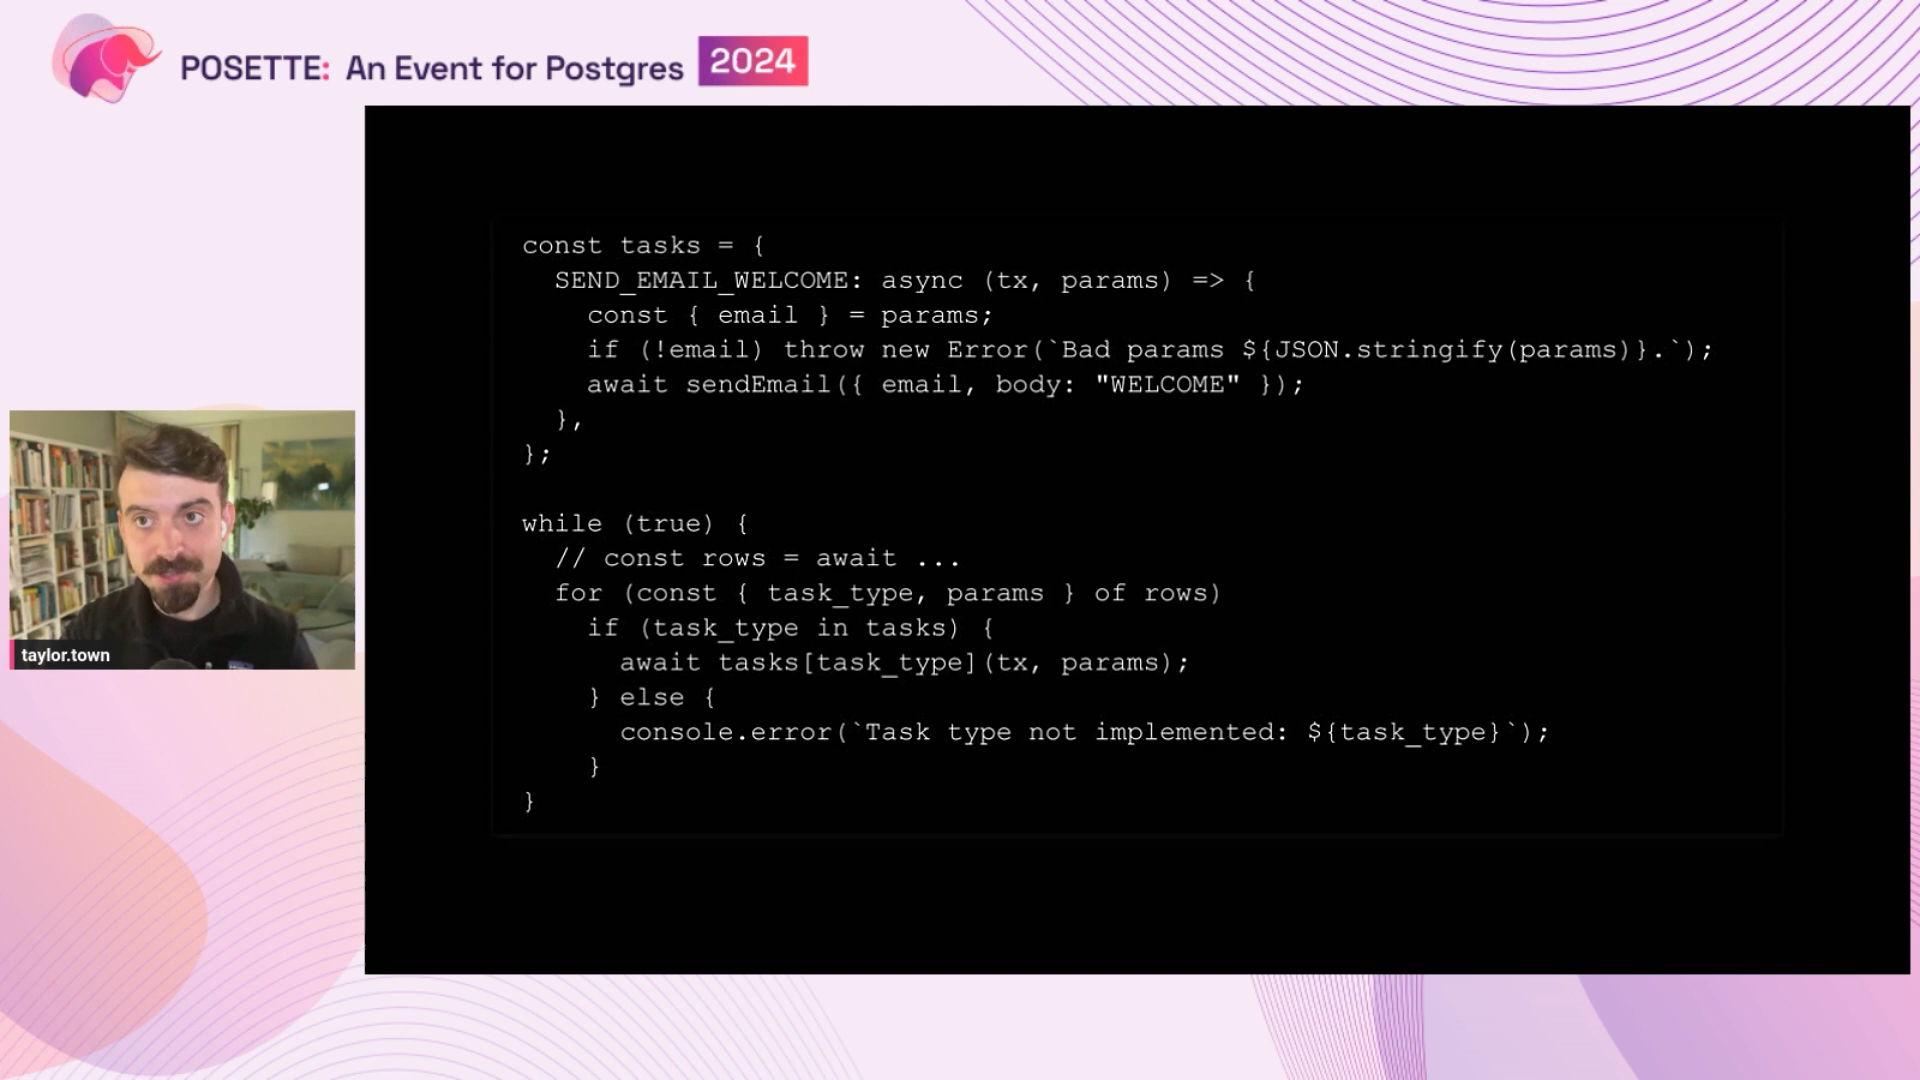 POSETTE: An Event for Postgres 2024
const tasks = {
  SEND_EMAIL_WELCOME: async (tx, params) => {
    const { email } = params;
    if (!email) throw new Error(`Bad params ${JSON.stringify(params)}.`);
    await sendEmail({ email, body: "WELCOME" });
  },
};

while (true) {
  // const rows = await ...
  for (const { task_type, params } of rows)
    if (task_type in tasks) {
      await tasks[task_type](tx, params);
    } else {
      console.error(`Task type not implemented: ${task_type}`);
    }
}
taylor.town